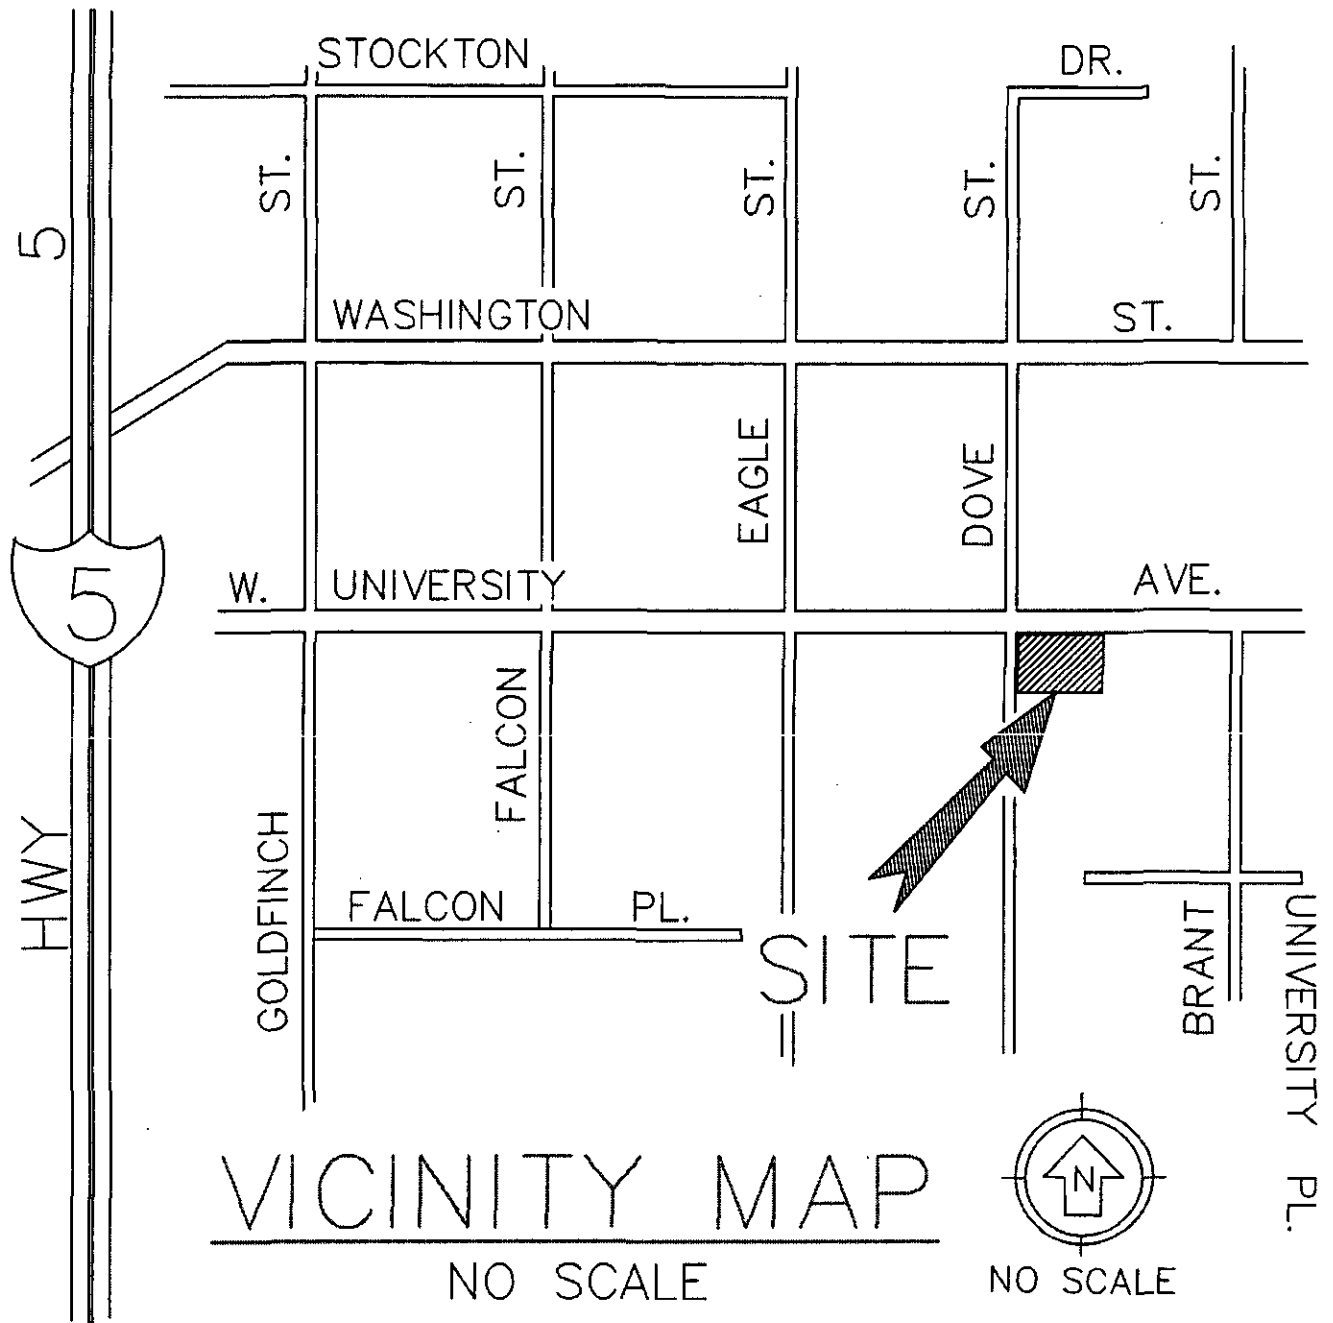 STOCKTON DR.
ST. ST. ST. ST. ST.
5
WASHINGTON ST.
EAGLE
DOVE
5
W. UNIVERSITY AVE.
FALCON
GOLDFINCH
HWY
FALCON PL.
SITE
BRANT
UNIVERSITY PL.
N
VICINITY MAP
NO SCALE
NO SCALE